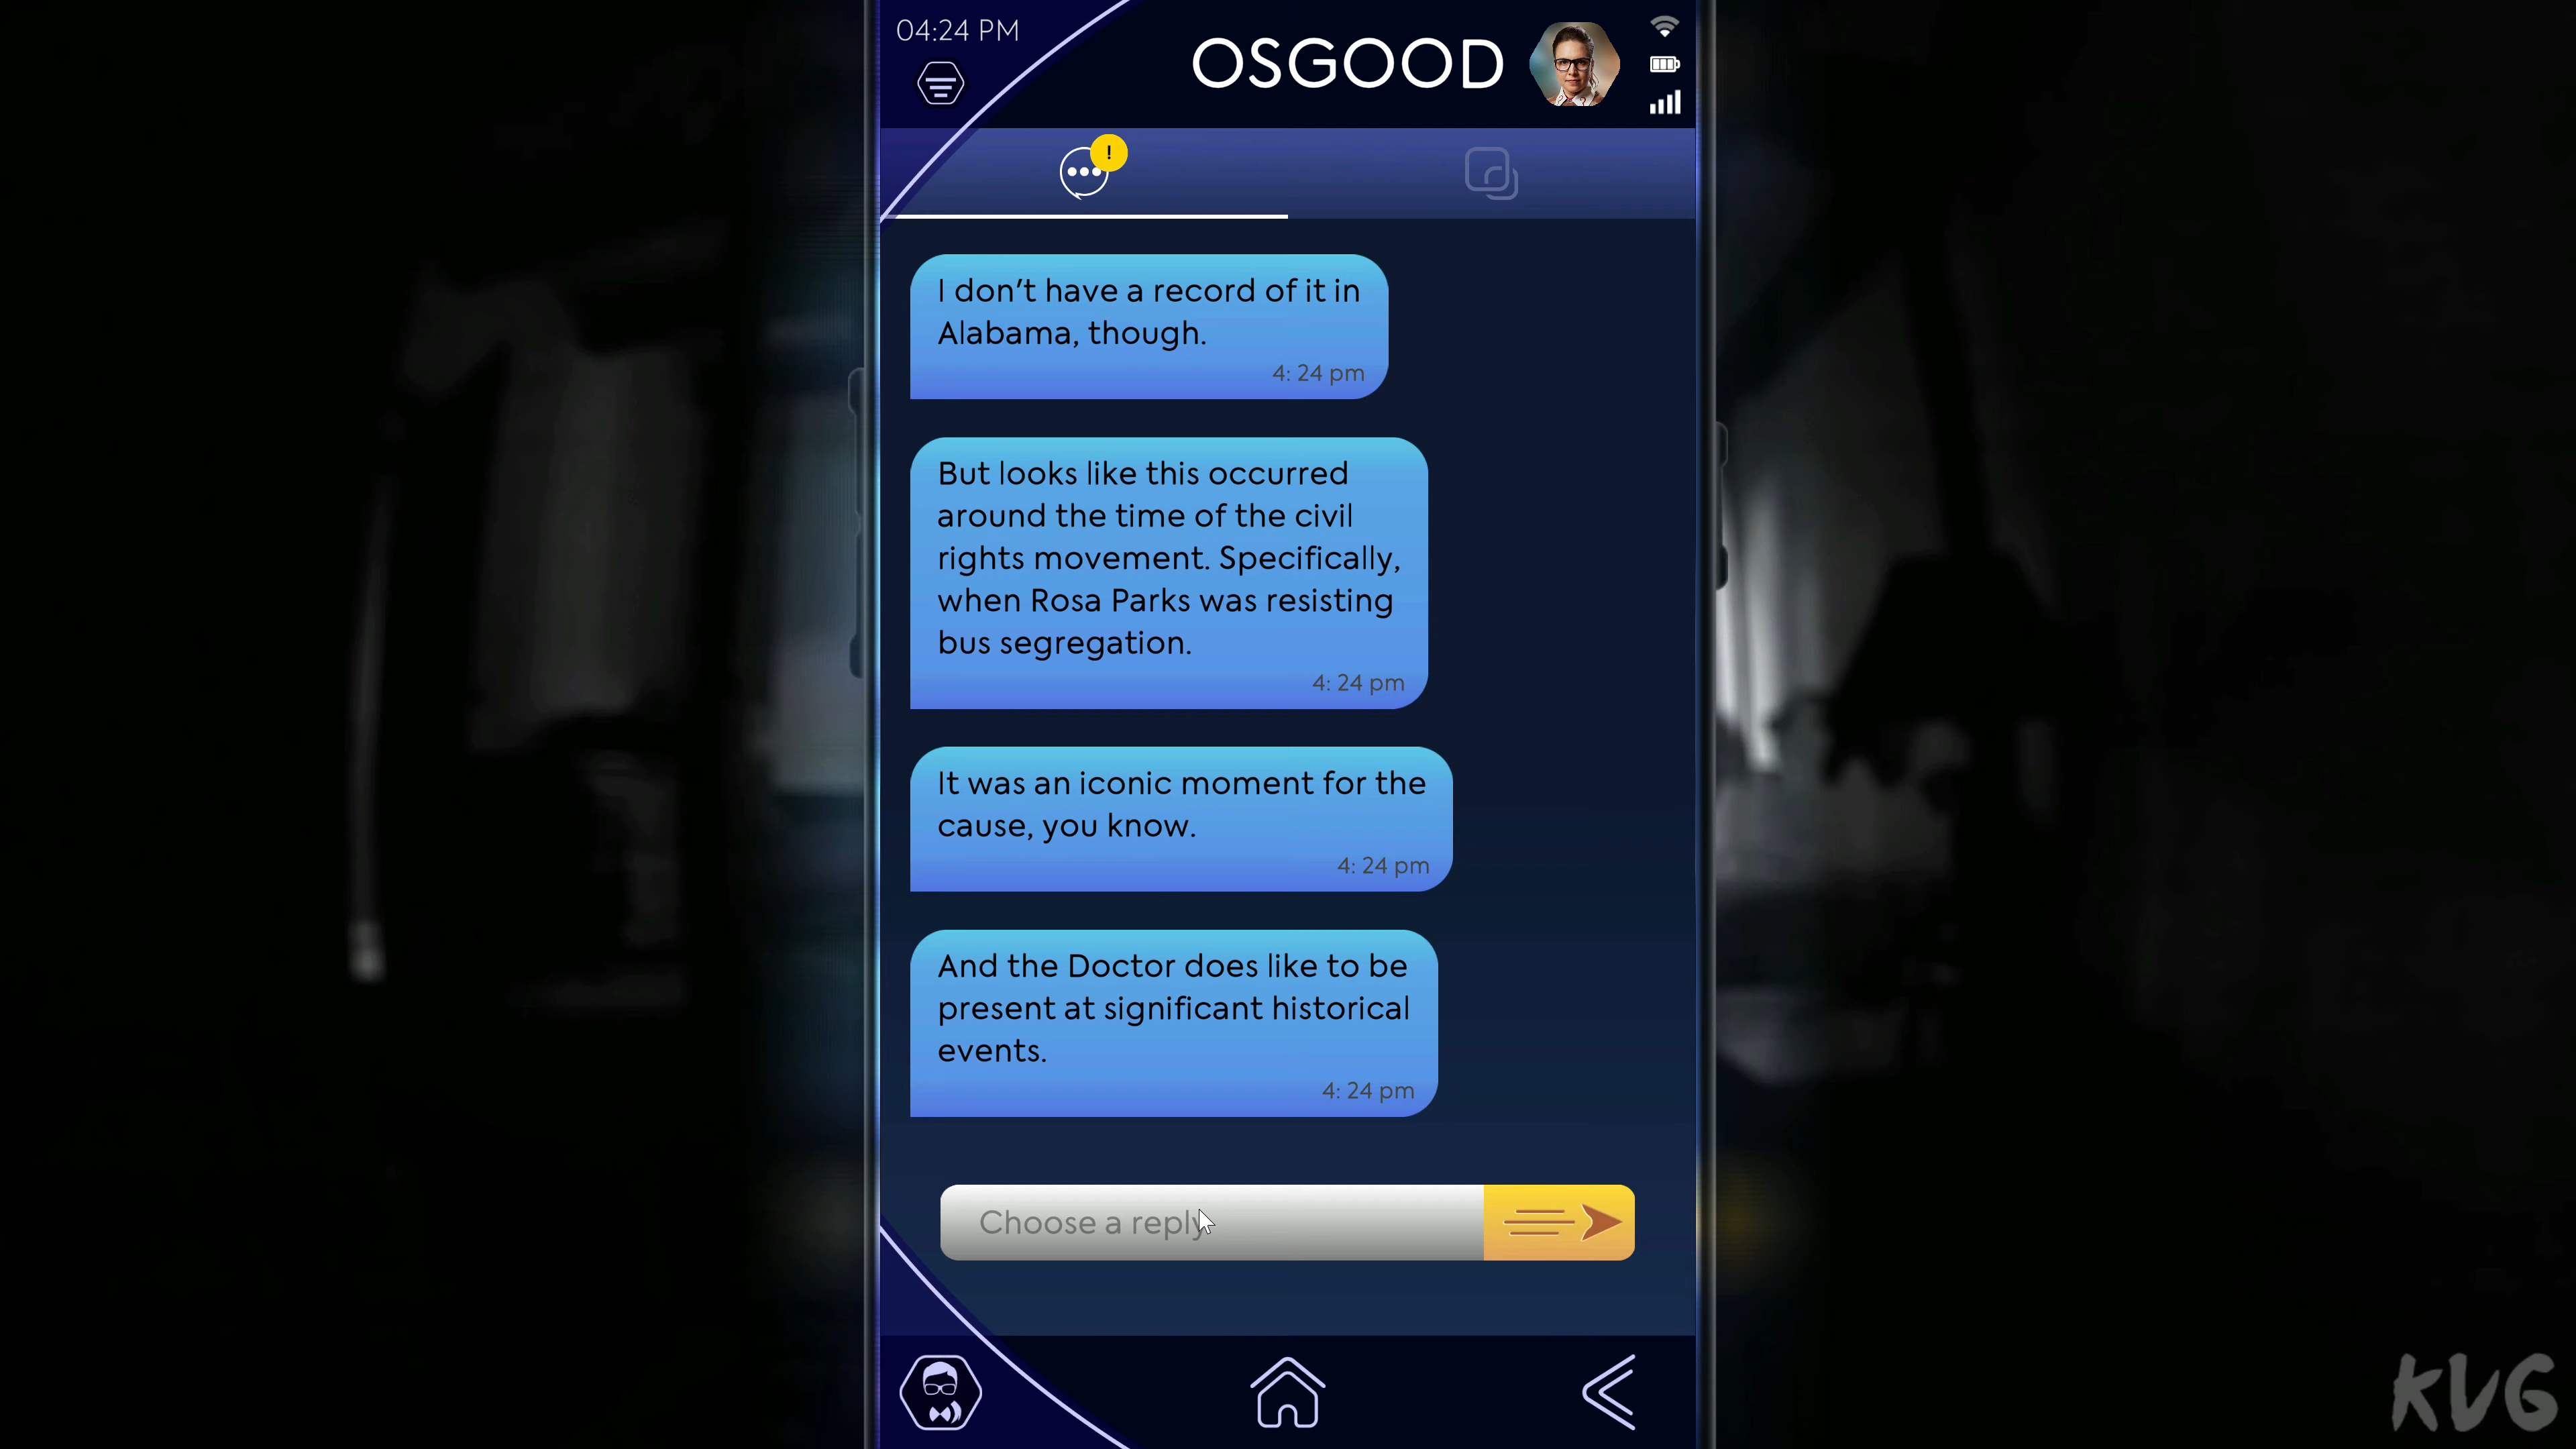 04:24 PM
OSGOOD
!
I don't have a record of it in
Alabama, though.
4: 24 pm
But looks like this occurred
around the time of the civil
rights movement. Specifically,
when Rosa Parks was resisting
bus segregation.
4: 24 pm
It was an iconic moment for the
cause, you know.
4: 24 pm
And the Doctor does like to be
present at significant historical
events.
4: 24 pm
Choose a reply
KVG